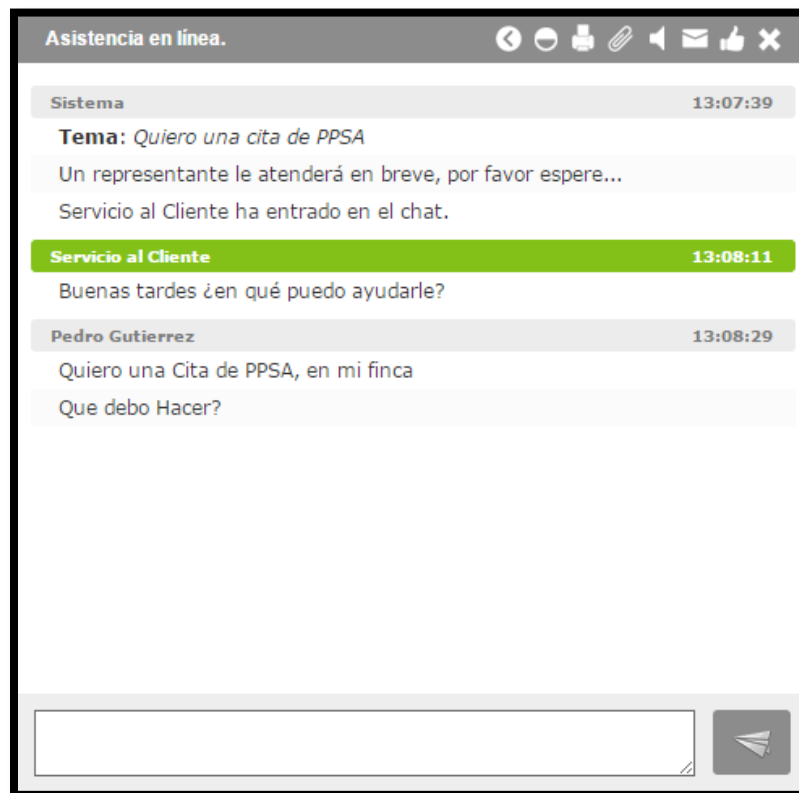 Asistencia en línea.
Sistema 13:07:39
Tema: Quiero una cita de PPSA
Un representante le atenderá en breve, por favor espere...
Servicio al Cliente ha entrado en el chat.
Servicio al Cliente 13:08:11
Buenas tardes ¿en qué puedo ayudarle?
Pedro Gutierrez 13:08:29
Quiero una Cita de PPSA, en mi finca
Que debo Hacer?